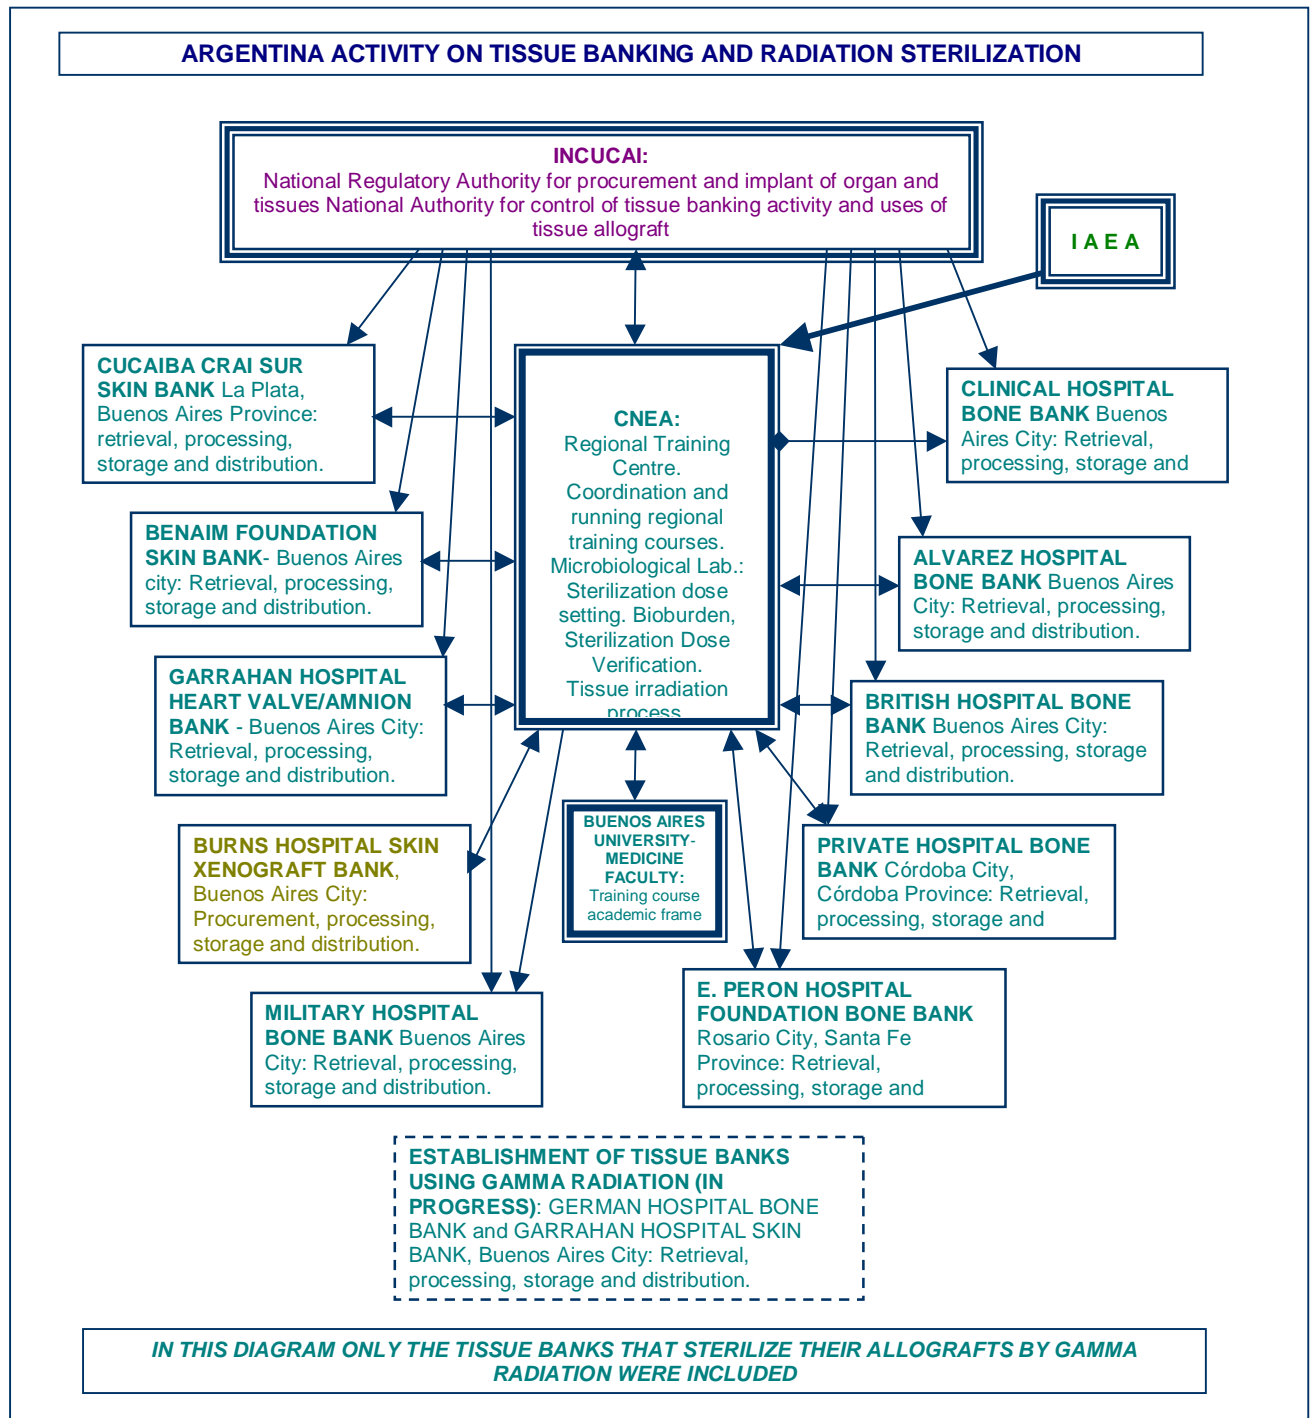 ARGENTINA ACTIVITY ON TISSUE BANKING AND RADIATION STERILIZATION
INCUCAI:
National Regulatory Authority for procurement and implant of organ and
tissues National Authority for control of tissue banking activity and uses of
tissue allograft
I A E A
CUCAIBA CRAI SUR
SKIN BANK La Plata,
Buenos Aires Province:
retrieval, processing,
storage and distribution.
BENAIM FOUNDATION
SKIN BANK- Buenos Aires
city: Retrieval, processing,
storage and distribution.
GARRAHAN HOSPITAL
HEART VALVE/AMNION
BANK - Buenos Aires City:
Retrieval, processing,
storage and distribution.
BURNS HOSPITAL SKIN
XENOGRAFT BANK,
Buenos Aires City:
Procurement, processing,
storage and distribution.
MILITARY HOSPITAL
BONE BANK Buenos Aires
City: Retrieval, processing,
storage and distribution.
CNEA:
Regional Training
Centre.
Coordination and
running regional
training courses.
Microbiological Lab.:
Sterilization dose
setting. Bioburden,
Sterilization Dose
Verification.
Tissue irradiation
process
BUENOS AIRES
UNIVERSITY-
MEDICINE
FACULTY:
Training course
academic frame
CLINICAL HOSPITAL
BONE BANK Buenos
Aires City: Retrieval,
processing, storage and
ALVAREZ HOSPITAL
BONE BANK Buenos Aires
City: Retrieval, processing,
storage and distribution.
BRITISH HOSPITAL BONE
BANK Buenos Aires City:
Retrieval, processing, storage
and distribution.
PRIVATE HOSPITAL BONE
BANK Córdoba City,
Córdoba Province: Retrieval,
processing, storage and
E. PERON HOSPITAL
FOUNDATION BONE BANK
Rosario City, Santa Fe
Province: Retrieval,
processing, storage and
ESTABLISHMENT OF TISSUE BANKS
USING GAMMA RADIATION (IN
PROGRESS): GERMAN HOSPITAL BONE
BANK and GARRAHAN HOSPITAL SKIN
BANK, Buenos Aires City: Retrieval,
processing, storage and distribution.
IN THIS DIAGRAM ONLY THE TISSUE BANKS THAT STERILIZE THEIR ALLOGRAFTS BY GAMMA
RADIATION WERE INCLUDED